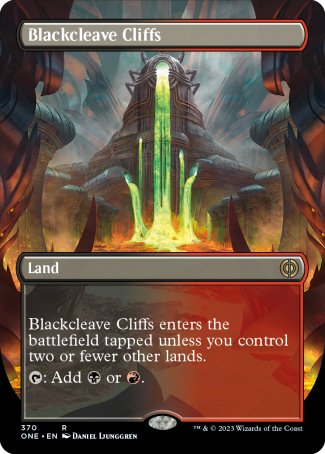 Blackcleave Cliffs
Land
Blackcleave Cliffs enters the
battlefield tapped unless you control
two or fewer other lands.
: Add or .
370 R
ONE • EN Daniel Ljunggren
™ & © 2023 Wizards of the Coast